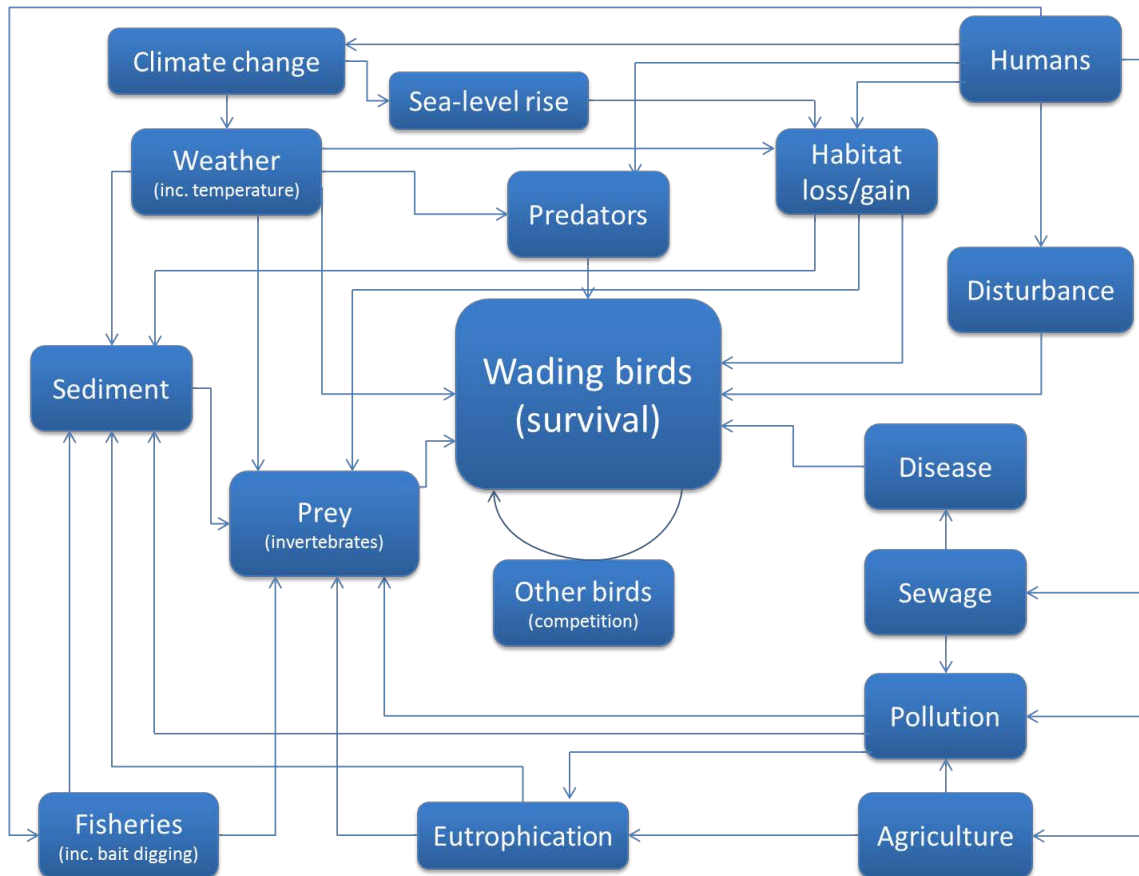 Climate change
Humans
Sea-level rise
Weather
(inc. temperature)
Habitat
loss/gain
Predators
Disturbance
Wading birds
(survival)
Sediment
Disease
Prey
(invertebrates)
Other birds
(competition)
Sewage
Pollution
Fisheries
(inc. bait digging)
Eutrophication
Agriculture